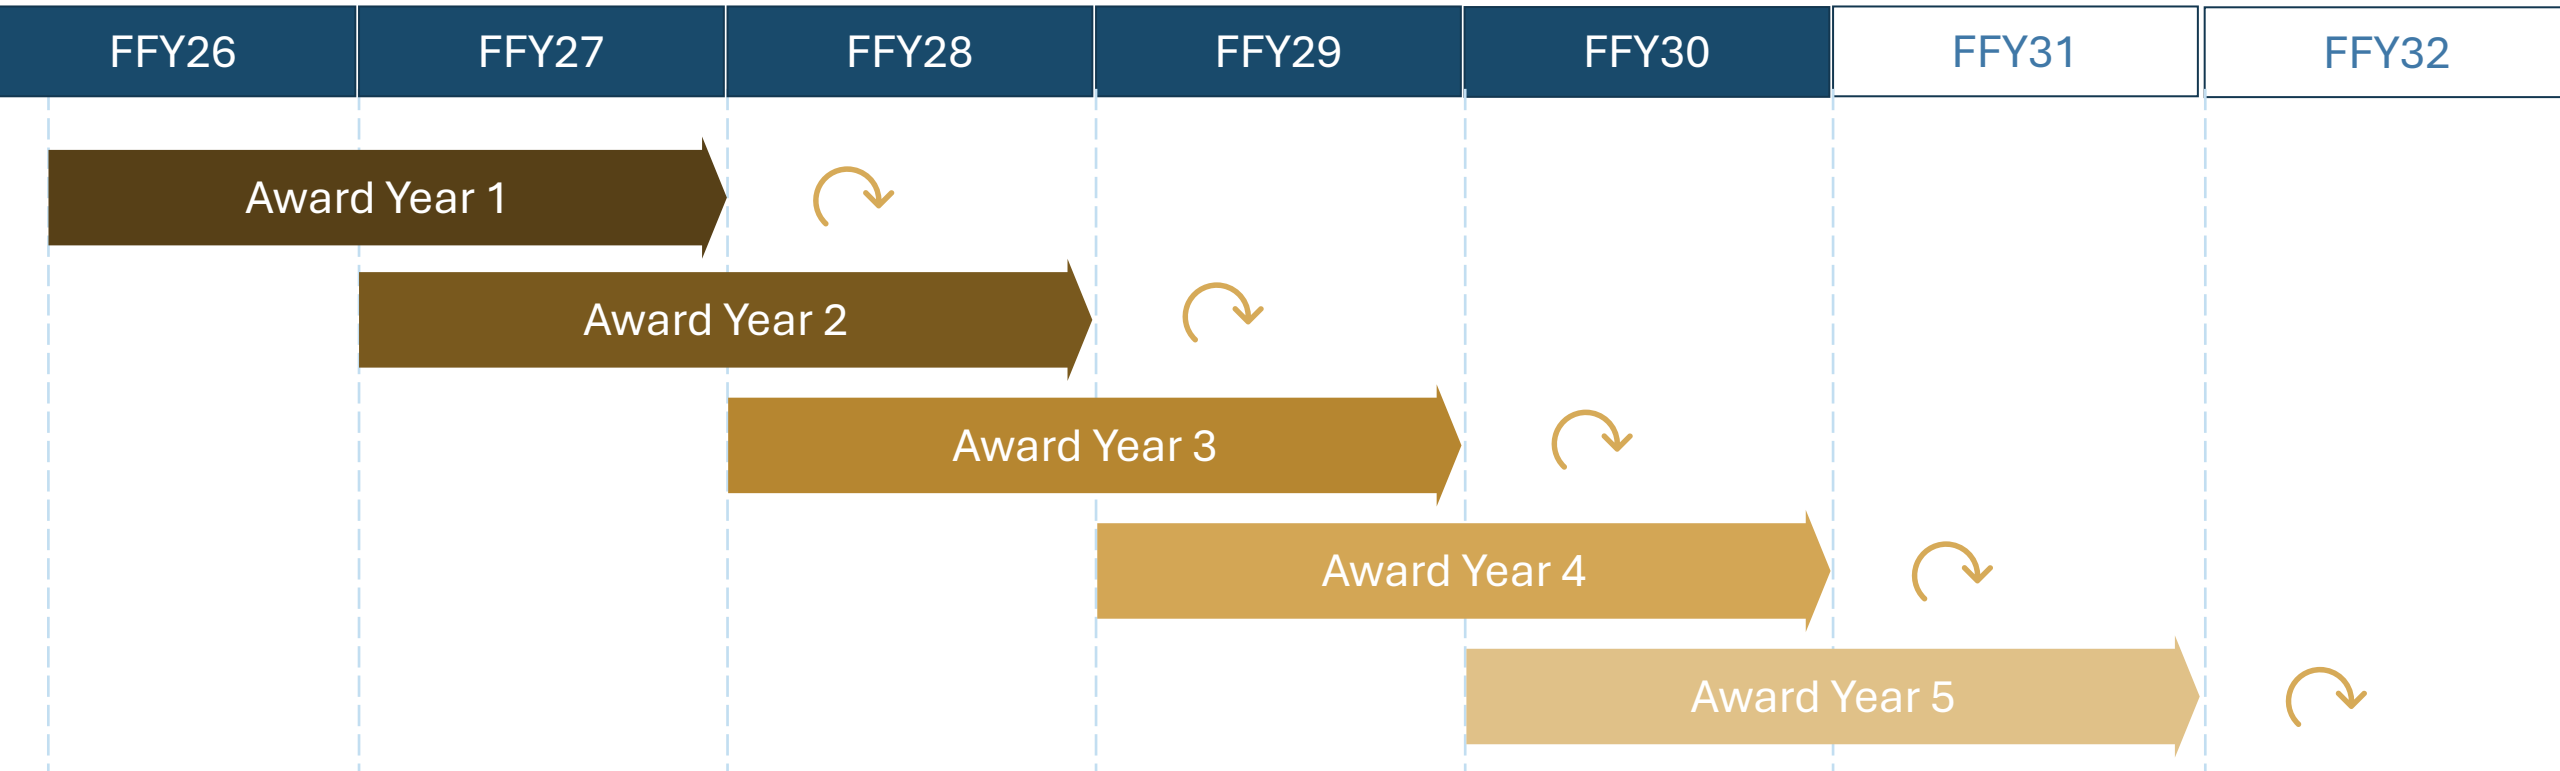 FFY26 FFY27 FFY28 FFY29 FFY30 FFY31 FFY32
Award Year 1
Award Year 2
Award Year 3
Award Year 4
Award Year 5